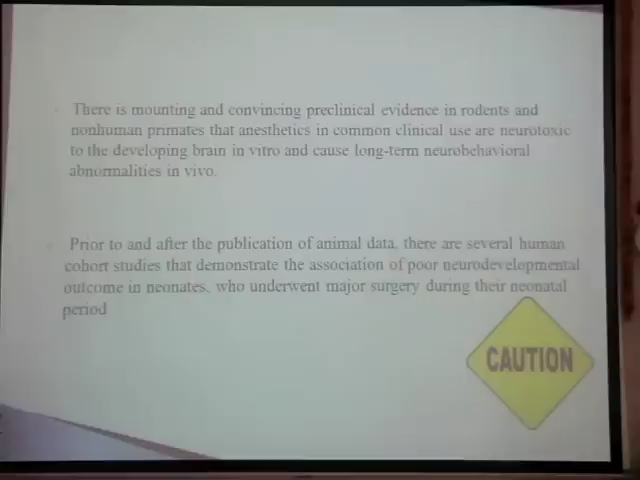 There is mounting and convincing preclinical evidence in rodents and
nonhuman primates that anesthetics in common clinical use are neurotoxic
to the developing brain in vitro and cause long-term neurobehavioral
abnormalities in vivo.
Prior to and after the publication of animal data, there are several human
cohort studies that demonstrate the association of poor neurodevelopmental
outcome in neonates, who underwent major surgery during their neonatal
period
CAUTION